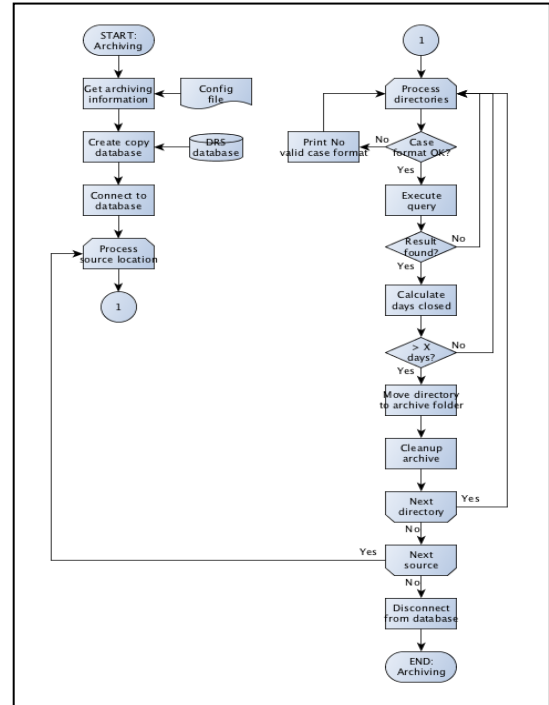 START:
Archiving
Get archiving
information
Config
file
Create copy
database
DRS
database
Connect to
database
Process
source location
1
1
Process
directories
Print No
valid case format
No
Case
format OK?
Yes
Execute
query
Result
found?
No
Yes
Calculate
days closed
> X
days?
No
Yes
Move directory
to archive folder
Cleanup
archive
Next
directory
Yes
No
Yes
Next
source
No
Disconnect
from database
END:
Archiving